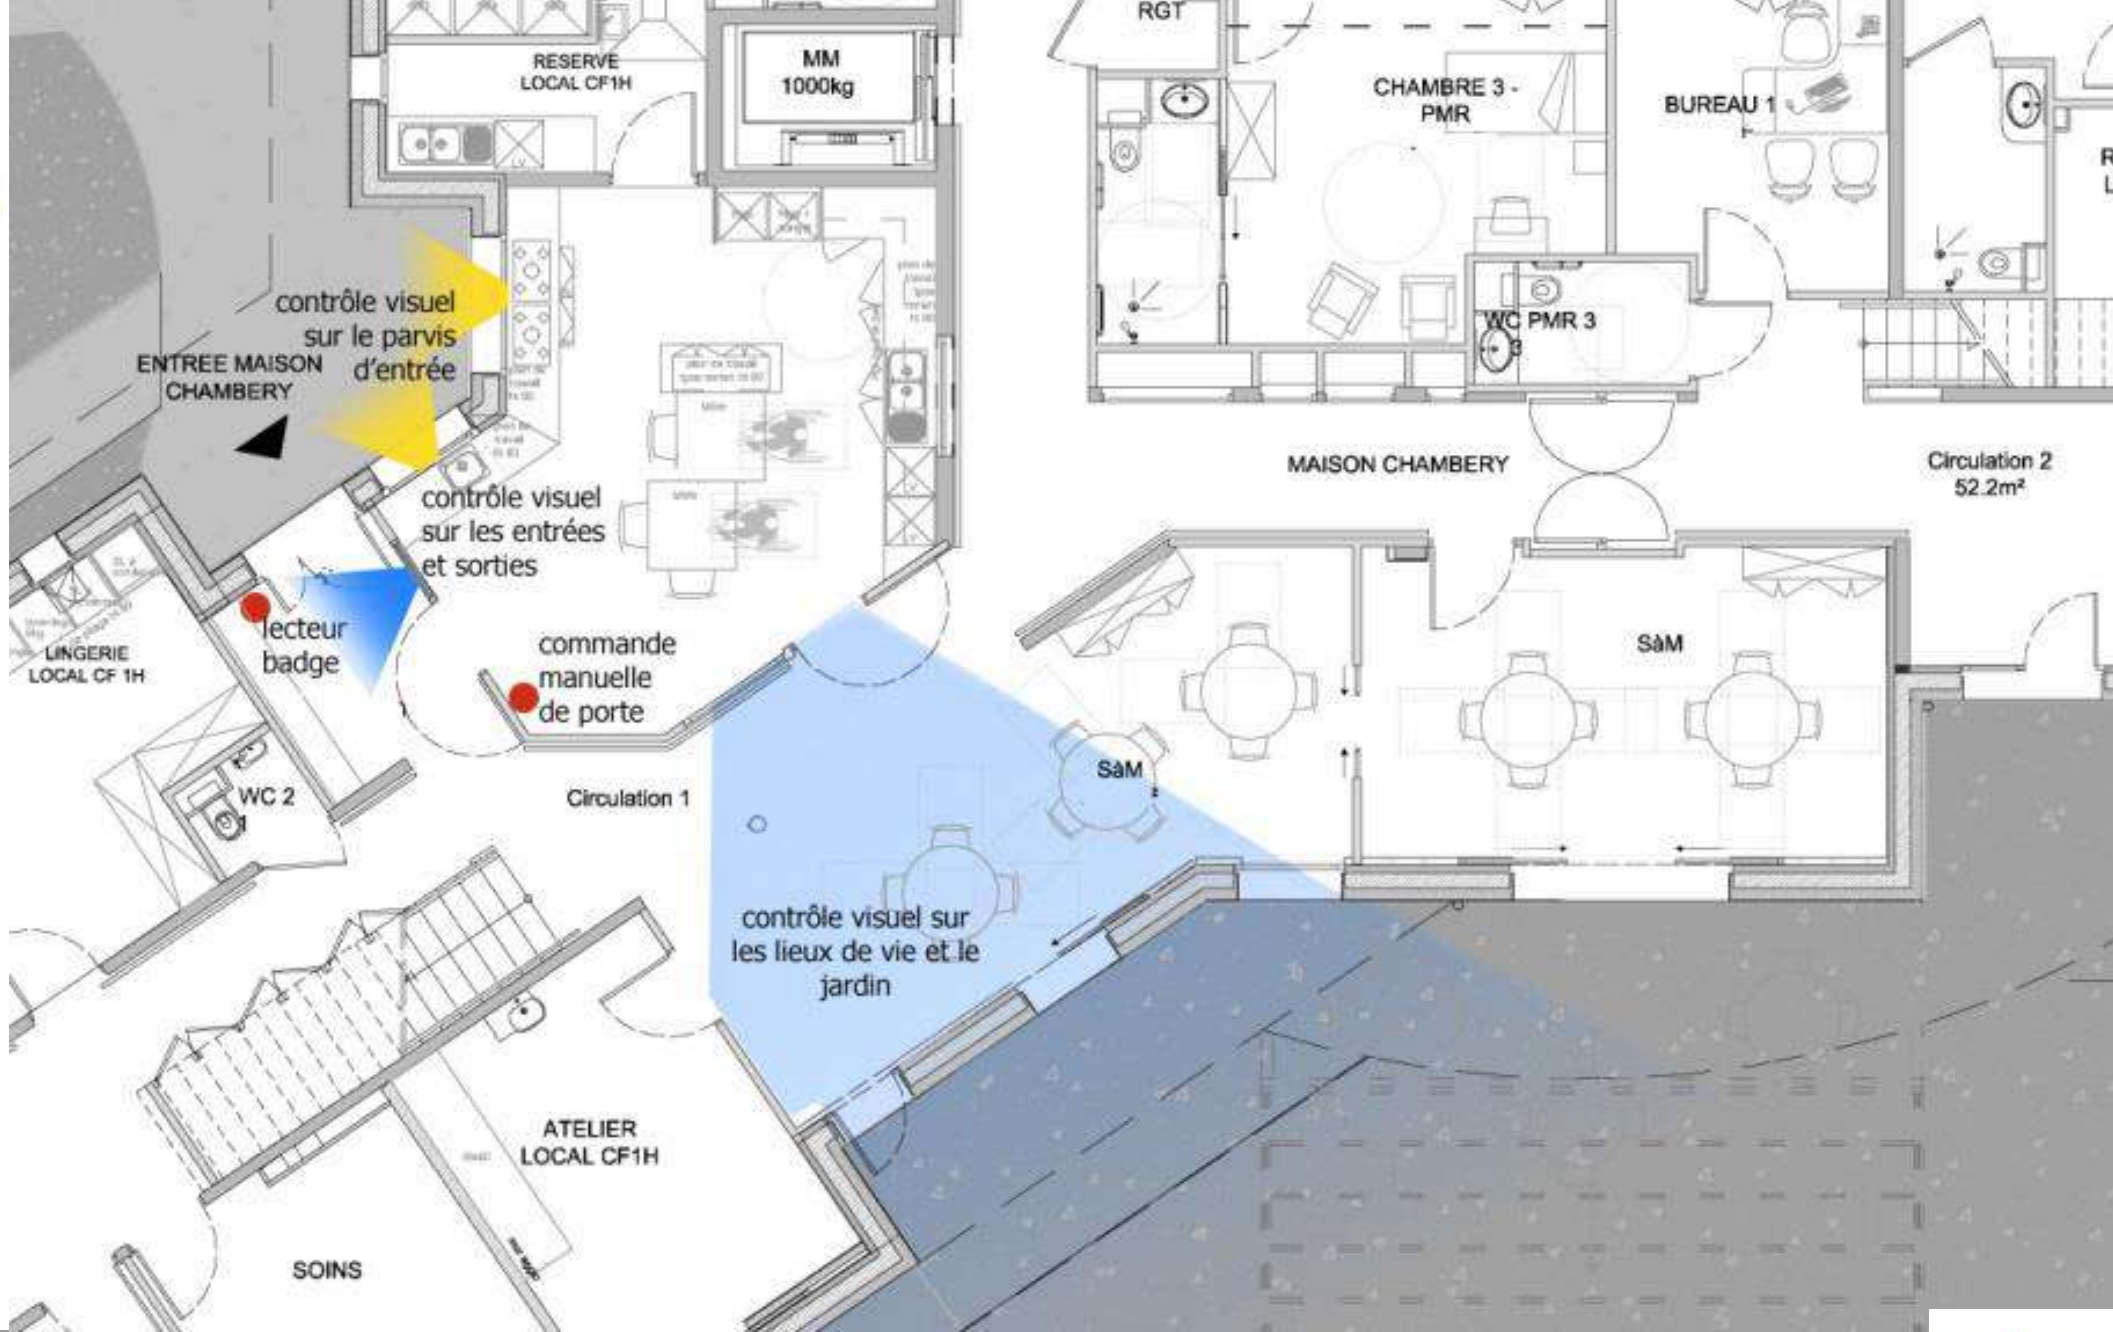 RGT
RESERVE
LOCAL CF1H
MM
1000kg
CHAMBRE 3 -
PMR
BUREAU 1
contrôle visuel
sur le parvis
d'entrée
ENTREE MAISON
CHAMBERY
WC PMR 3
MAISON CHAMBERY
Circulation 2
52.2m²
contrôle visuel
sur les entrées
et sorties
lecteur
badge
LINGERIE
LOCAL CF 1H
commande
manuelle
de porte
SàM
SàM
WC 2
Circulation 1
contrôle visuel sur
les lieux de vie et le
jardin
ATELIER
LOCAL CF1H
SOINS